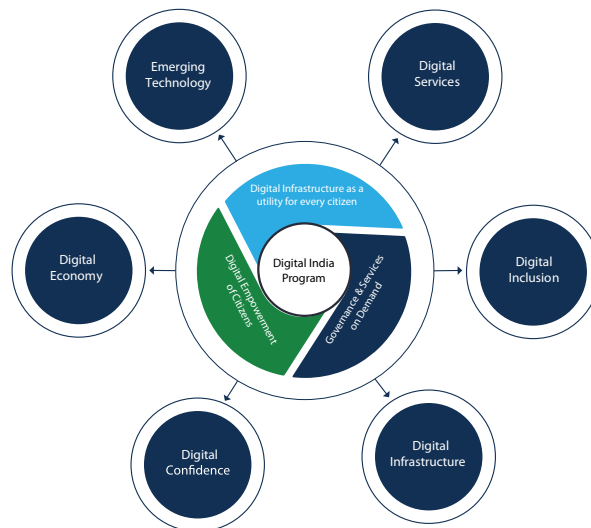 Emerging
Technology
Digital
Services
Digital Infrastructure as a
utility for every citizen
Digital India
Program
Digital Empowerment
of Citizens
Governance & Services
on Demand
Digital
Economy
Digital
Inclusion
Digital
Confidence
Digital
Infrastructure